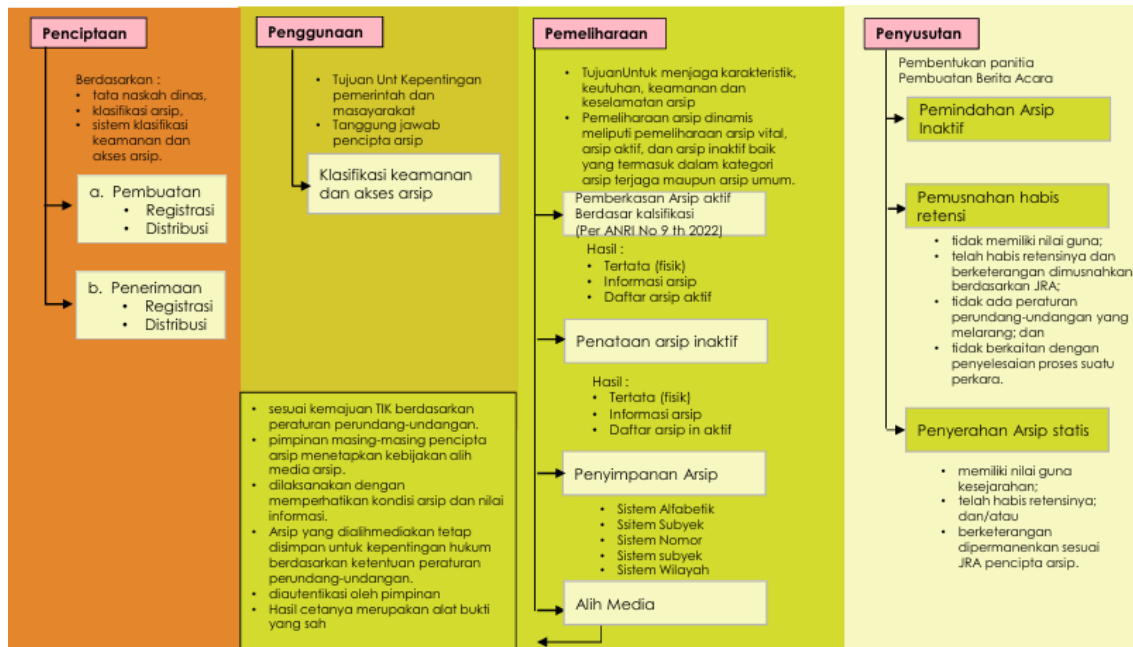 Penciptaan
Berdasarkan :
• tata naskah dinas,
• klasifikasi arsip,
• sistem klasifikasi
keamanan dan
akses arsip.
a. Pembuatan
• Registrasi
• Distribusi
b. Penerimaan
• Registrasi
• Distribusi
Penggunaan
• Tujuan Unt Kepentingan
pemerintah dan
masayarakat
• Tanggung jawab
pencipta arsip
Klasifikasi keamanan
dan akses arsip
• sesuai kemajuan TIK berdasarkan
peraturan perundang-undangan.
• pimpinan masing-masing pencipta
arsip menetapkan kebijakan alih
media arsip.
• dilaksanakan dengan
memperhatikan kondisi arsip dan nilai
informasi.
• Arsip yang dialihmediakan tetap
disimpan untuk kepentingan hukum
berdasarkan ketentuan peraturan
perundang-undangan.
• diautentikasi oleh pimpinan
• Hasil cetanya merupakan alat bukti
yang sah
Pemeliharaan
• TujuanUntuk menjaga karakteristik,
keutuhan, keamanan dan
keselamatan arsip
• Pemeliharaan arsip dinamis
meliputi pemeliharaan arsip vital,
arsip aktif, dan arsip inaktif baik
yang termasuk dalam kategori
arsip terjaga maupun arsip umum.
Pemberkasan Arsip aktif
Berdasar kalsifikasi
(Per ANRI No 9 th 2022)
Hasil :
• Tertata (fisik)
• Informasi arsip
• Daftar arsip aktif
Penataan arsip inaktif
Hasil :
• Tertata (fisik)
• Informasi arsip
• Daftar arsip in aktif
Penyimpanan Arsip
• Sistem Alfabetik
• Ssitem Subyek
• Sistem Nomor
• Sistem subyek
• Sistem Wilayah
Alih Media
Penyusutan
Pembentukan panitia
Pembuatan Berita Acara
Pemindahan Arsip
Inaktif
Pemusnahan habis
retensi
• tidak memiliki nilai guna;
• telah habis retensinya dan
berketerangan dimusnahkan
berdasarkan JRA;
• tidak ada peraturan
perundang-undangan yang
melarang; dan
• tidak berkaitan dengan
penyelesaian proses suatu
perkara.
Penyerahan Arsip statis
• memiliki nilai guna
kesejarahan;
• telah habis retensinya;
dan/atau
• berketerangan
dipermanenkan sesuai
JRA pencipta arsip.